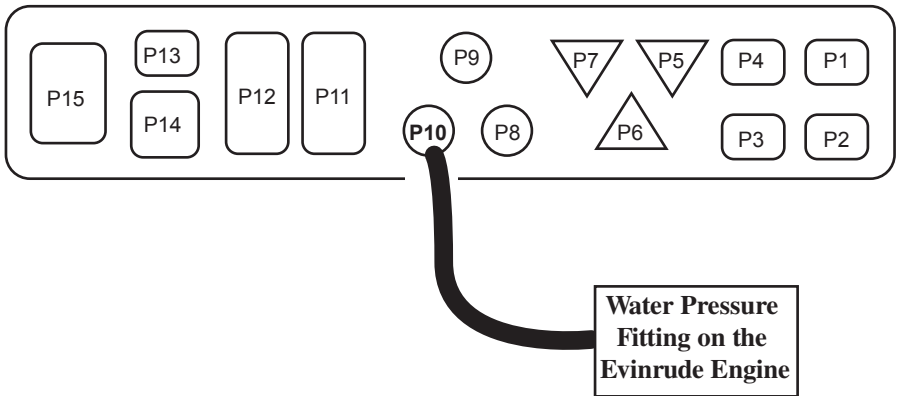 P15
P13
P14
P12
P11
P9
P10
P8
P7
P5
P6
P4
P1
P3
P2
Water Pressure
Fitting on the
Evinrude Engine